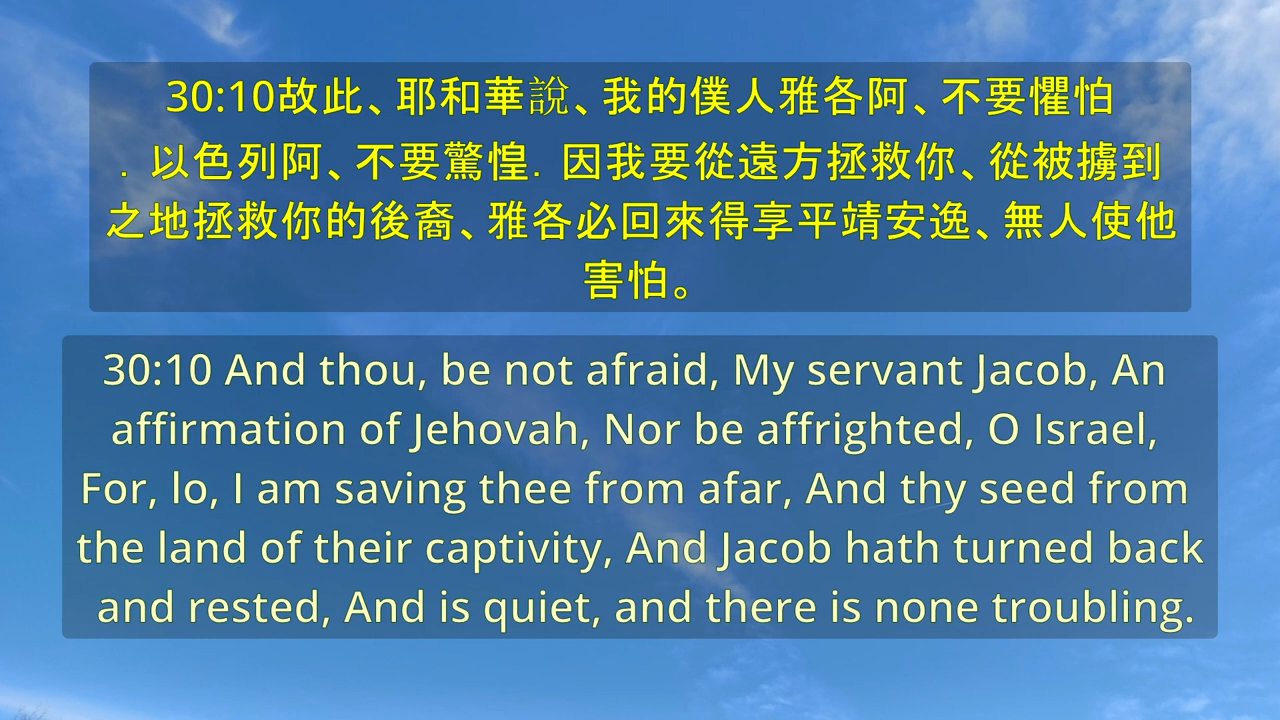 30:10故此、耶和華說、我的僕人雅各阿、不要懼怕
．以色列阿、不要驚惶．因我要從遠方拯救你、從被擄到
之地拯救你的後裔、雅各必回來得享平靖安逸、無人使他
害怕。
30:10 And thou, be not afraid, My servant Jacob, An
affirmation of Jehovah, Nor be affrighted, O Israel,
For, lo, I am saving thee from afar, And thy seed from
the land of their captivity, And Jacob hath turned back
and rested, And is quiet, and there is none troubling.